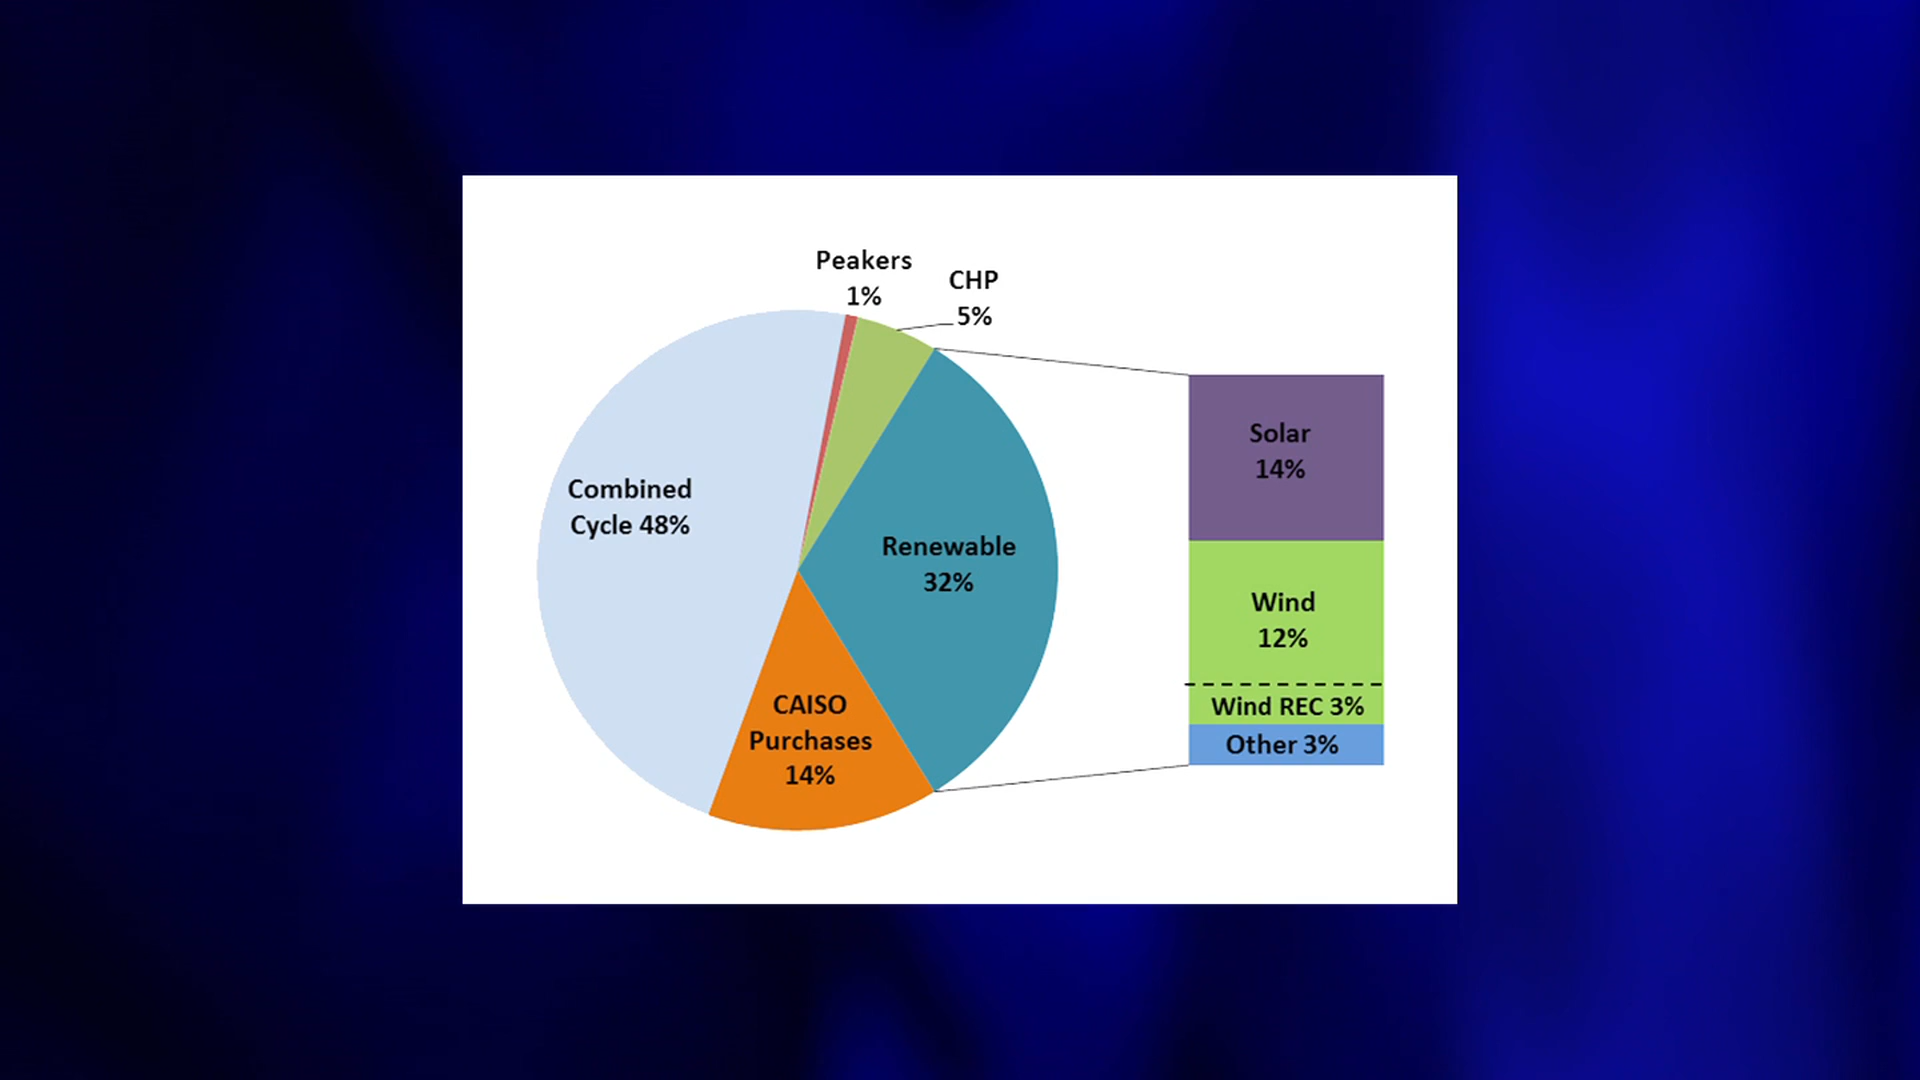 Peakers
1%
CHP
5%
Combined
Cycle 48%
Renewable
32%
CAISO
Purchases
14%
Solar
14%
Wind
12%
Wind REC 3%
Other 3%